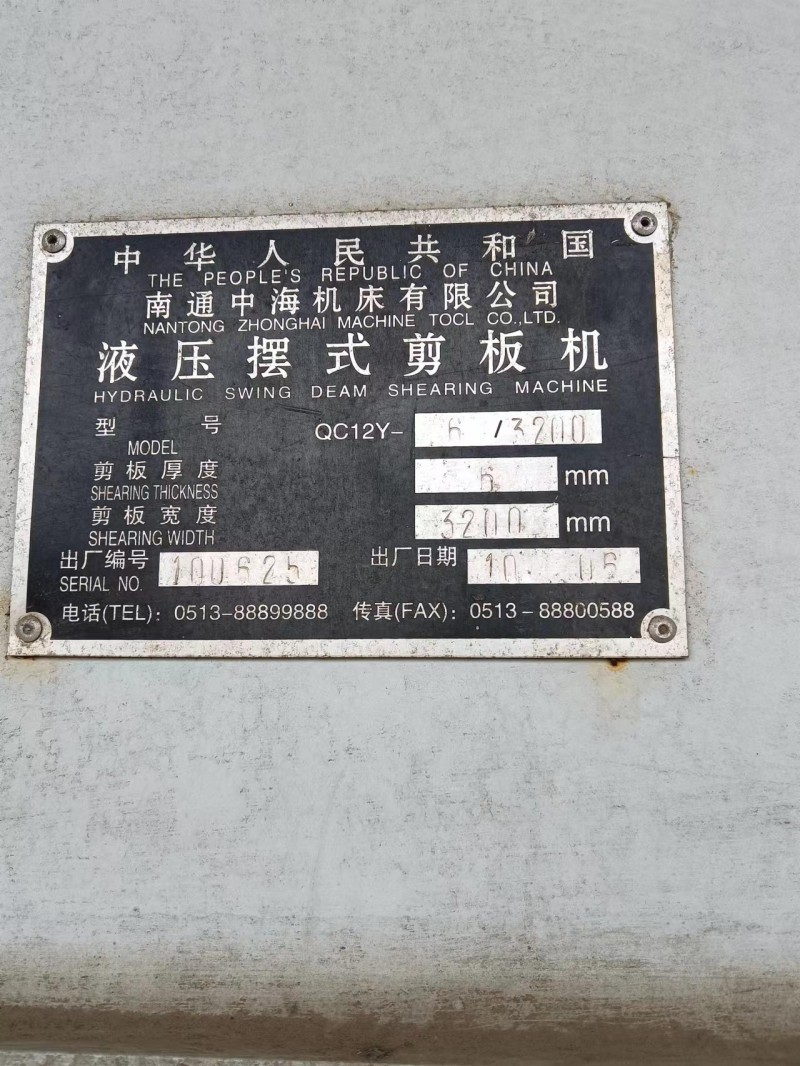 中华人民共和国
THE PEOPLE'S REPUBLIC OF CHINA
南通中海机床有限公司
NANTONG ZHONGHAI MACHINE TOCL CO.,LTD.
液压摆式剪板机
HYDRAULIC SWING DEAM SHEARING MACHINE
型号 QC12Y- 6 /3200
MODEL
剪板厚度 6 mm
SHEARING THICKNESS
剪板宽度 3200 mm
SHEARING WIDTH
出厂编号 100625 出厂日期 10 06
SERIAL NO.
电话(TEL): 0513-88899888 传真(FAX): 0513-88800588